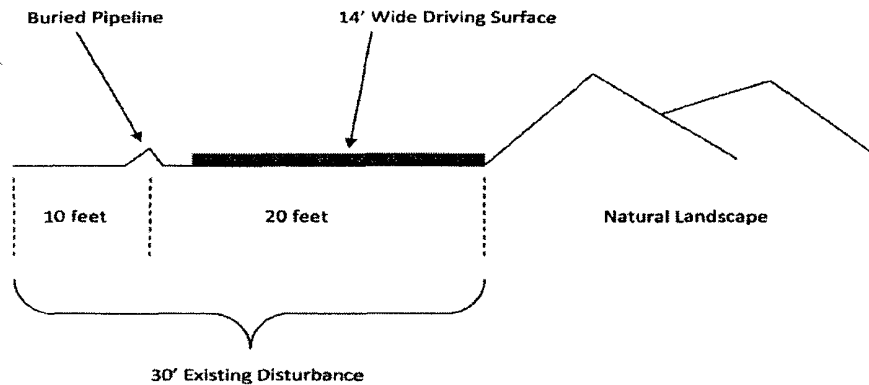 Buried Pipeline
14' Wide Driving Surface
10 feet
20 feet
Natural Landscape
30' Existing Disturbance